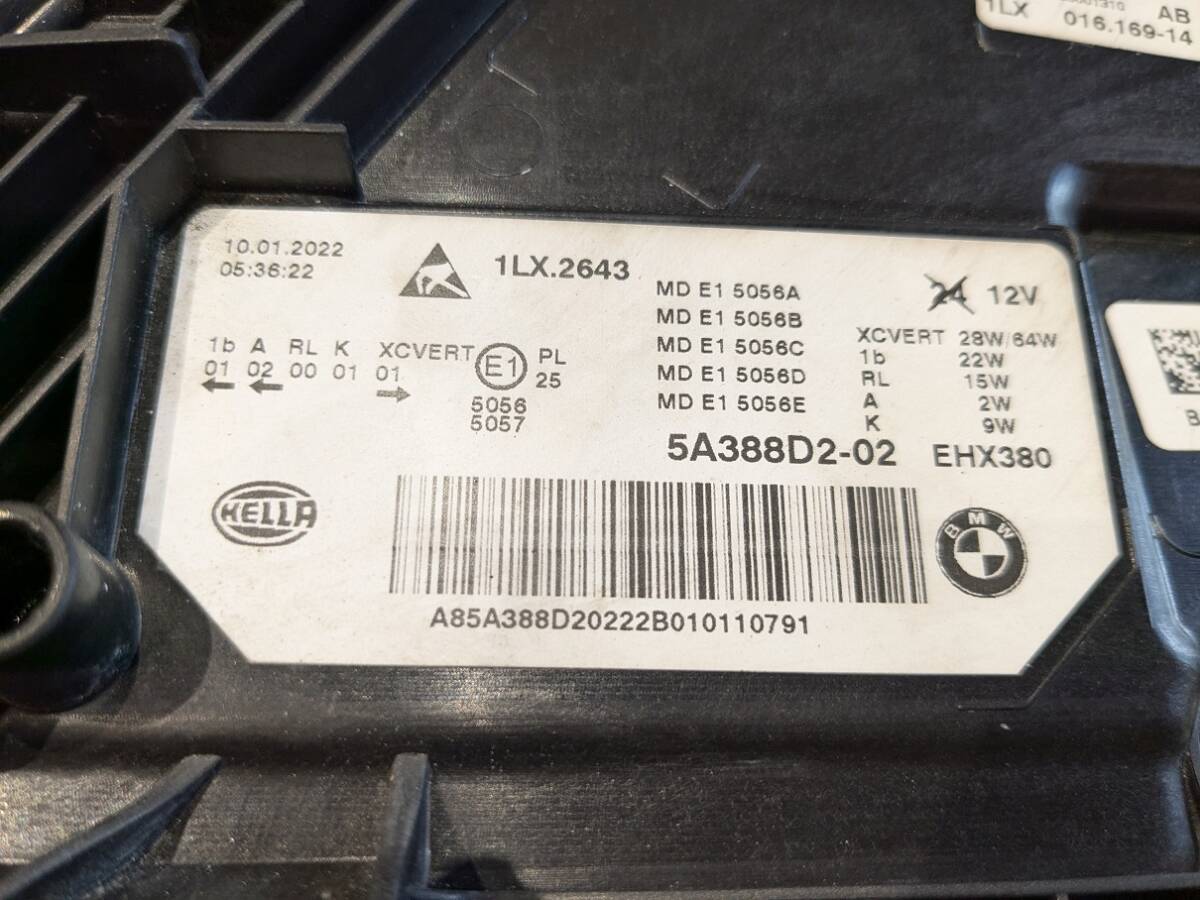 AB
1LX 016.169-14
10.01.2022
05:36:22
1LX.2643
MD E1 5056A
MD E1 5056B
MD E1 5056C
MD E1 5056D
MD E1 5056E
24 12V
XCVERT 28W/64W
1b 22W
RL 15W
A 2W
K 9W
1b A RL K XCVERT
01 02 00 01 01
E1
PL
25
5056
5057
5A388D2-02 EHX380
HELLA
BMW
A85A388D20222B010110791